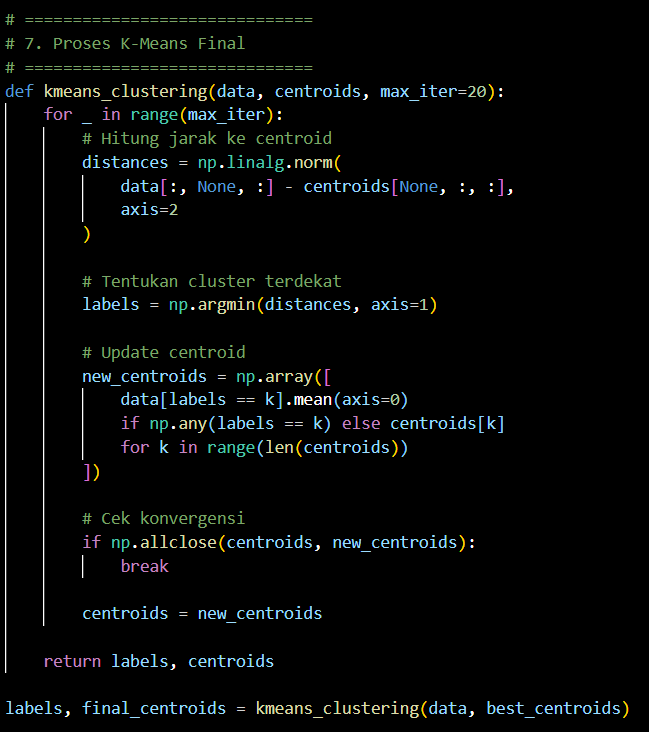 # ==============================
# 7. Proses K-Means Final
# ==============================
def kmeans_clustering(data, centroids, max_iter=20):
    for _ in range(max_iter):
        # Hitung jarak ke centroid
        distances = np.linalg.norm(
            data[:, None, :] - centroids[None, :, :],
            axis=2
        )

        # Tentukan cluster terdekat
        labels = np.argmin(distances, axis=1)

        # Update centroid
        new_centroids = np.array([
            data[labels == k].mean(axis=0)
            if np.any(labels == k) else centroids[k]
            for k in range(len(centroids))
        ])

        # Cek konvergensi
        if np.allclose(centroids, new_centroids):
            break

        centroids = new_centroids

    return labels, centroids

labels, final_centroids = kmeans_clustering(data, best_centroids)